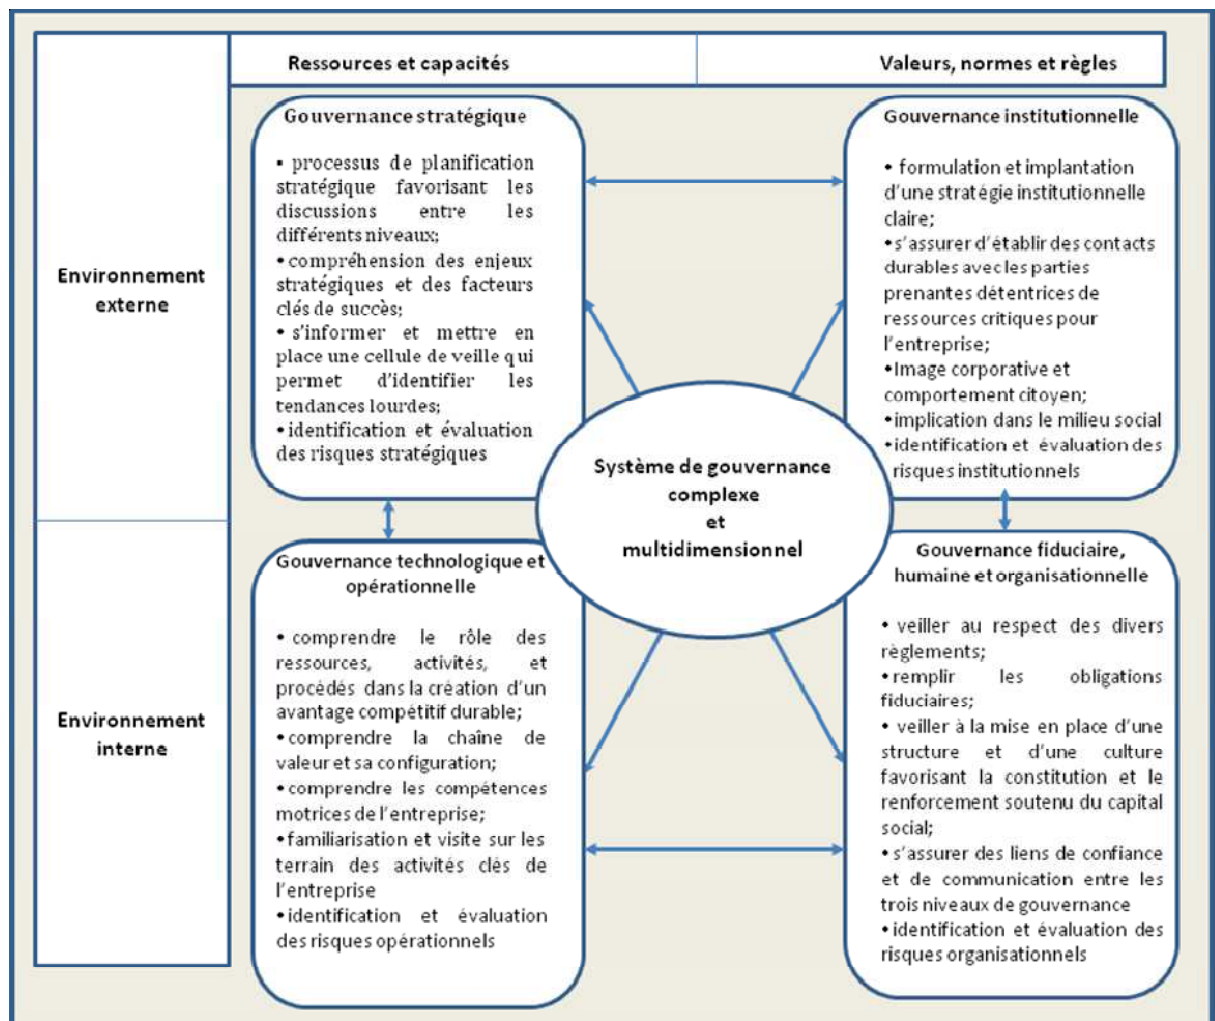 Ressources et capacités
Valeurs, normes et règles
Environnement
externe
Gouvernance stratégique
▪ processus de planification
stratégique favorisant les
discussions entre les
différents niveaux;
•compréhension des enjeux
stratégiques et des facteurs
clés de succès;
• s'informer et mettre en
place une cellule de veille qui
permet d'identifier les
tendances lourdes;
•identification et évaluation
des risques stratégiques
Gouvernance institutionnelle
• formulation et implantation
d'une stratégie institutionnelle
claire;
•s'assurer d'établir des contacts
durables avec les parties
prenantes détentrices de
ressources critiques pour
l'entreprise;
•Image corporative et
comportement citoyen;
•implication dans le milieu social
•identification et évaluation des
risques institutionnels
Système de gouvernance
complexe
et
multidimensionnel
Environnement
interne
Gouvernance technologique et
opérationnelle
•comprendre le rôle des
ressources, activités, et
procédés dans la création d'un
avantage compétitif durable;
•comprendre la chaîne de
valeur et sa configuration;
•comprendre les compétences
motrices de l'entreprise;
•familiarisation et visite sur les
terrain des activités clés de
l'entreprise
•identification et évaluation
des risques opérationnels
Gouvernance fiduciaire,
humaine et organisationnelle
• veiller au respect des divers
règlements;
•remplir les obligations
fiduciaires;
• veiller à la mise en place d'une
structure et d'une culture
favorisant la constitution et le
renforcement soutenu du capital
social;
•s'assurer des liens de confiance
et de communication entre les
trois niveaux de gouvernance
•identification et évaluation des
risques organisationnels